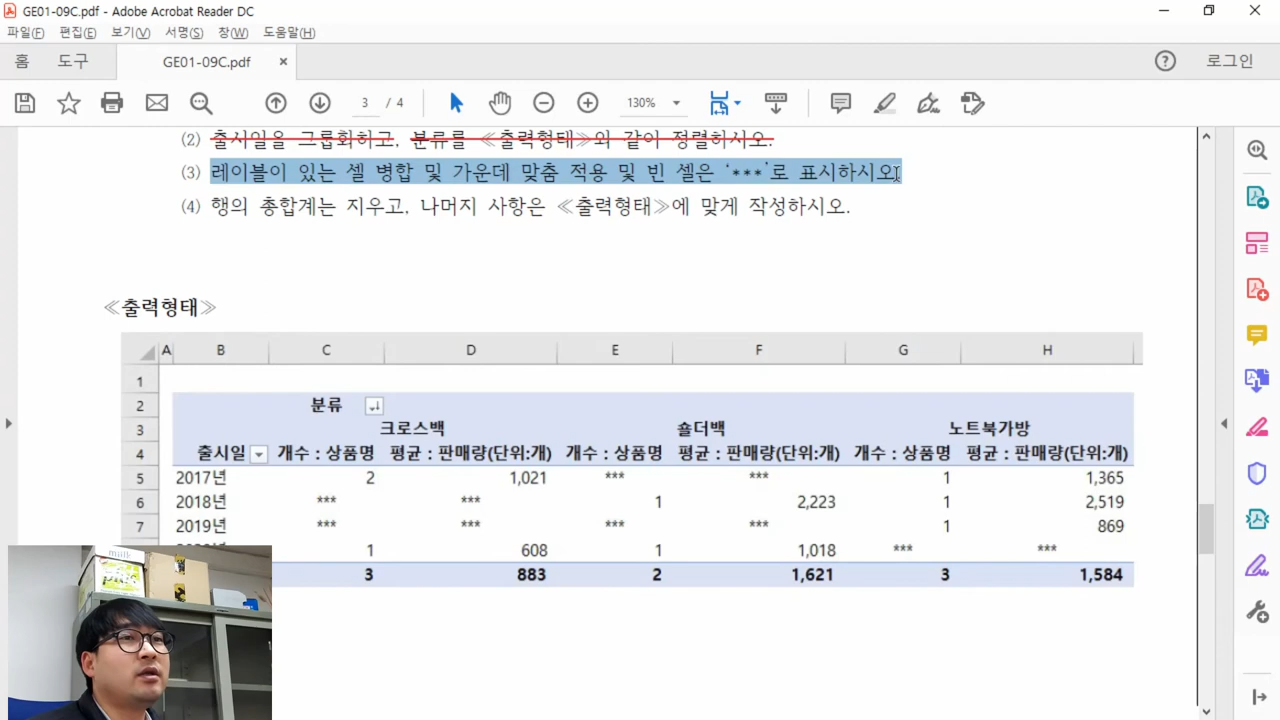 GE01-09C.pdf - Adobe Acrobat Reader DC
파일(F) 편집(E) 보기(V) 서명(S) 창(W) 도움말(H)
홈 도구 GE01-09C.pdf × 로그인
3 / 4 130%
(2) 출시일을 그룹화하고, 분류를 ≪출력형태≫와 같이 정렬하시오.
(3) 레이블이 있는 셀 병합 및 가운데 맞춤 적용 및 빈 셀은 '***'로 표시하시오.
(4) 행의 총합계는 지우고, 나머지 사항은 ≪출력형태≫에 맞게 작성하시오.
≪출력형태≫
A B C D E F G H
1
2 분류
3 크로스백 숄더백 노트북가방
4 출시일 개수 : 상품명 평균 : 판매량(단위:개) 개수 : 상품명 평균 : 판매량(단위:개) 개수 : 상품명 평균 : 판매량(단위:개)
5 2017년 2 1,021 *** *** 1 1,365
6 2018년 *** *** 1 2,223 1 2,519
7 2019년 *** *** *** *** 1 869
1 608 1 1,018 *** ***
3 883 2 1,621 3 1,584
milk